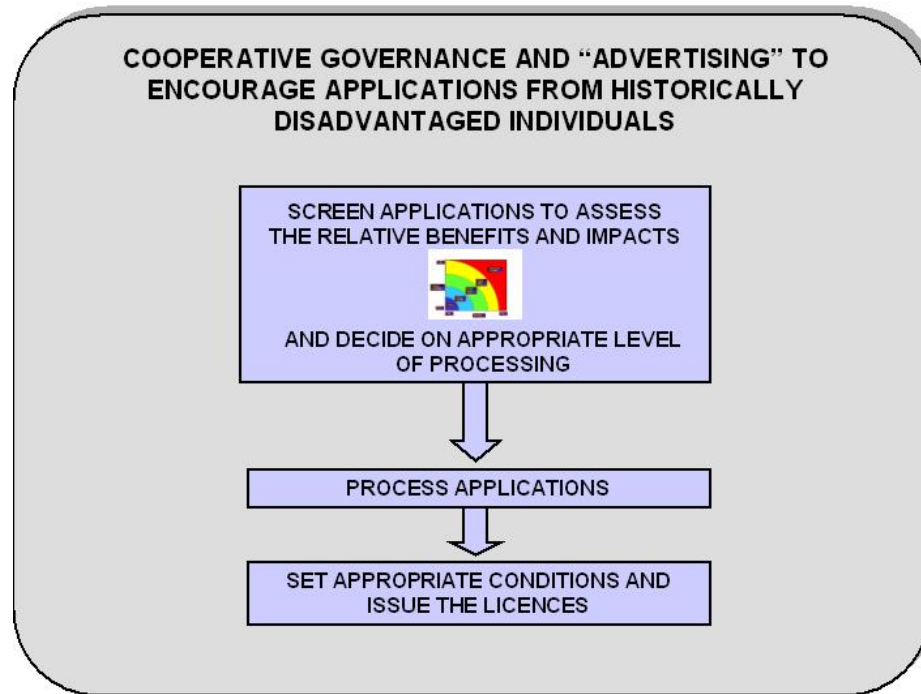 COOPERATIVE GOVERNANCE AND “ADVERTISING” TO
ENCOURAGE APPLICATIONS FROM HISTORICALLY
DISADVANTAGED INDIVIDUALS
SCREEN APPLICATIONS TO ASSESS
THE RELATIVE BENEFITS AND IMPACTS
AND DECIDE ON APPROPRIATE LEVEL
OF PROCESSING
PROCESS APPLICATIONS
SET APPROPRIATE CONDITIONS AND
ISSUE THE LICENCES